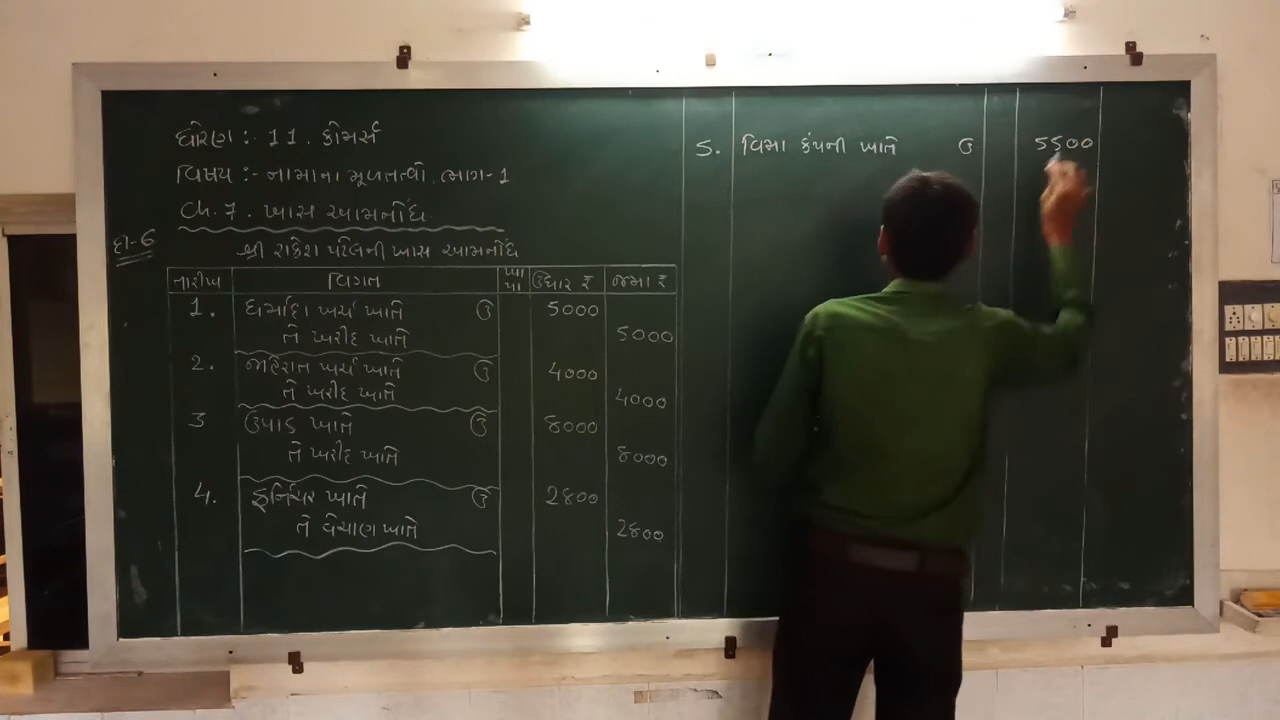 ધોરણ :- 11. કોમર્સ
વિષય :- નામાના મૂળતત્વો. ભાગ-1
Ch. 7. ખાસ આમનોંધ
દા-6
શ્રી રાકેશ પટેલની ખાસ આમનોંધ
તારીખ વિગત ખા પા ઉધાર ₹ જમા ₹
1. ધર્માદા ખર્ચ ખાતે ઉ 5000
તે ખરીદ ખાતે 5000
2. જાહેરાત ખર્ચ ખાતે ઉ 4000
તે ખરીદ ખાતે 4000
3 ઉપાડ ખાતે ઉ 8000
તે ખરીદ ખાતે 8000
4. ફર્નિચર ખાતે ઉ 2800
તે વેચાણ ખાતે 2800
5. વિમા કંપની ખાતે ઉ 5500